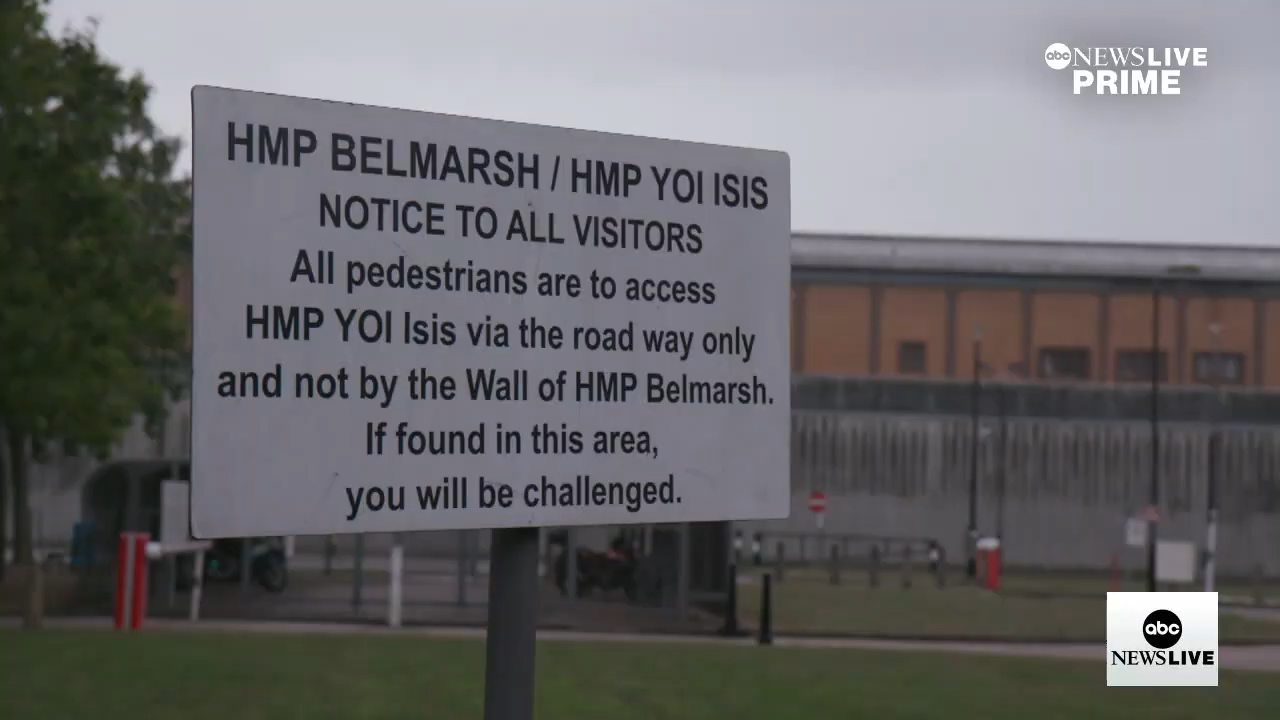 abc NEWS LIVE
PRIME
HMP BELMARSH / HMP YOI ISIS
NOTICE TO ALL VISITORS
All pedestrians are to access
HMP YOI Isis via the road way only
and not by the Wall of HMP Belmarsh.
If found in this area,
you will be challenged.
abc
NEWS LIVE